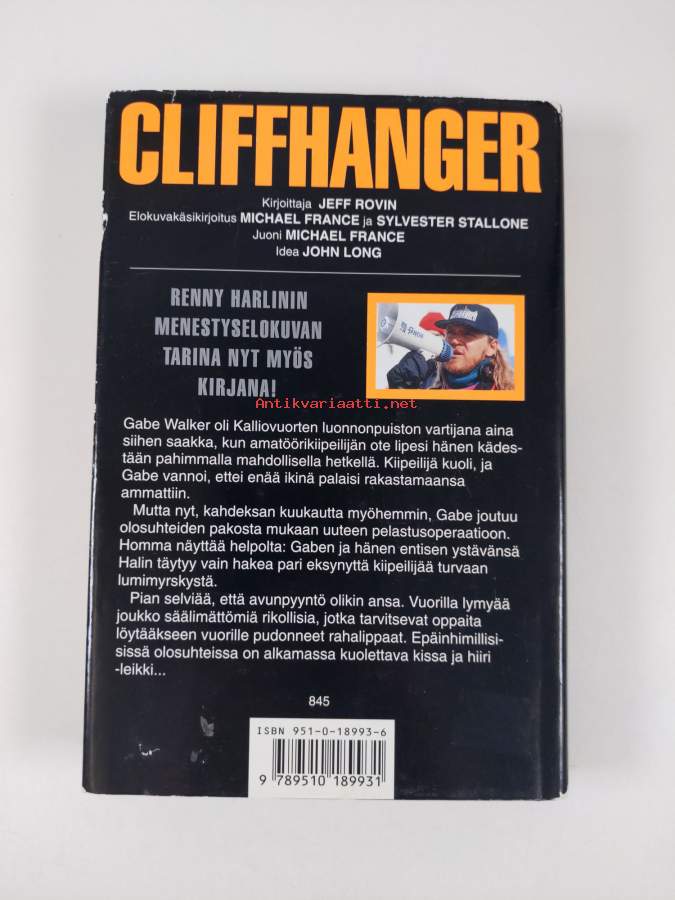 CLIFFHANGER
Kirjoittaja JEFF ROVIN
Elokuvakäsikirjoitus MICHAEL FRANCE ja SYLVESTER STALLONE
Juoni MICHAEL FRANCE
Idea JOHN LONG
RENNY HARLININ
MENESTYSELOKUVAN
TARINA NYT MYÖS
KIRJANA!
Antikvariaatti.net
Gabe Walker oli Kalliovuorten luonnonpuiston vartijana aina
siihen saakka, kun amatöörikiipeilijän ote lipesi hänen kädes-
tään pahimmalla mahdollisella hetkellä. Kiipeilijä kuoli, ja
Gabe vannoi, ettei enää ikinä palaisi rakastamaansa
ammattiin.
Mutta nyt, kahdeksan kuukautta myöhemmin, Gabe joutuu
olosuhteiden pakosta mukaan uuteen pelastusoperaatioon.
Homma näyttää helpolta: Gaben ja hänen entisen ystävänsä
Halin täytyy vain hakea pari eksynyttä kiipeilijää turvaan
lumimyrskystä.
Pian selviää, että avunpyyntö olikin ansa. Vuorilla lymyää
joukko säälimättömiä rikollisia, jotka tarvitsevat oppaita
löytääkseen vuorille pudonneet rahalippaat. Epäinhimillisi-
sissä olosuhteissa on alkamassa kuolettava kissa ja hiiri
-leikki...
845
ISBN 951-0-18993-6
9 789510 189931